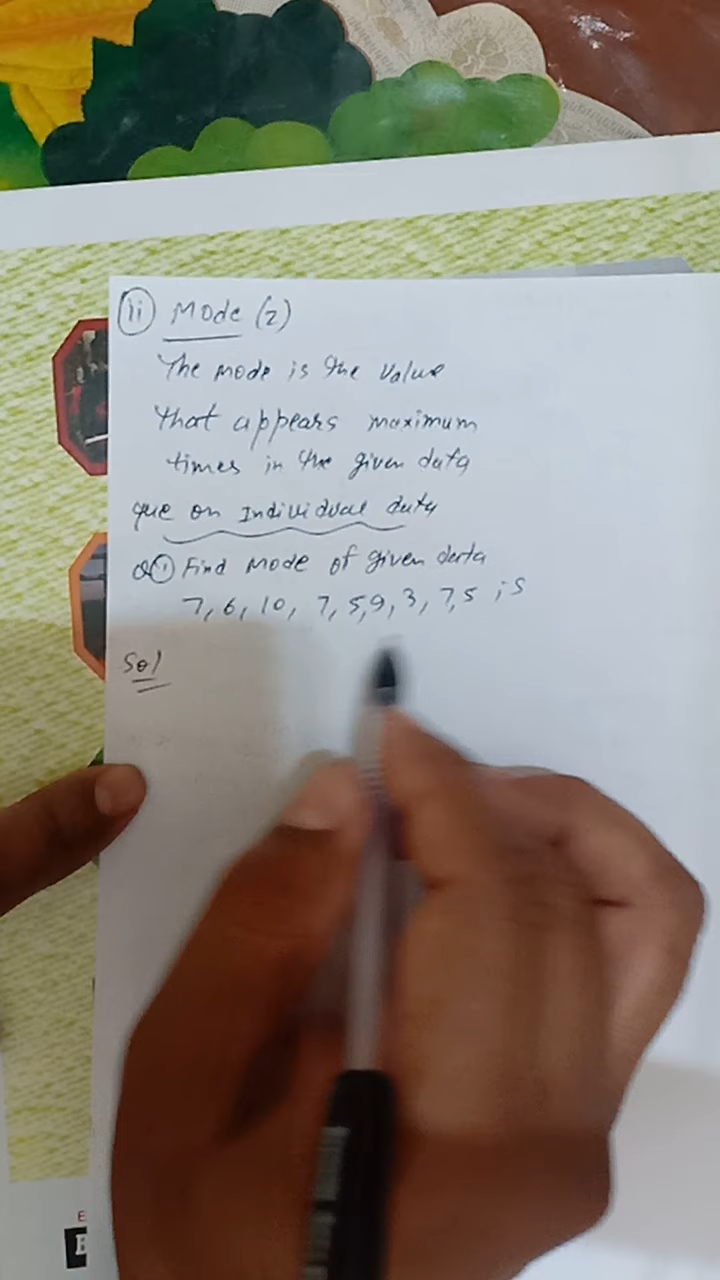 (ii) Mode (z)
The mode is the value
that appears maximum
times in the given data
que on Individual data
Q① Find Mode of given data
7, 6, 10, 7, 5, 9, 3, 7, 5 is
Sol
E